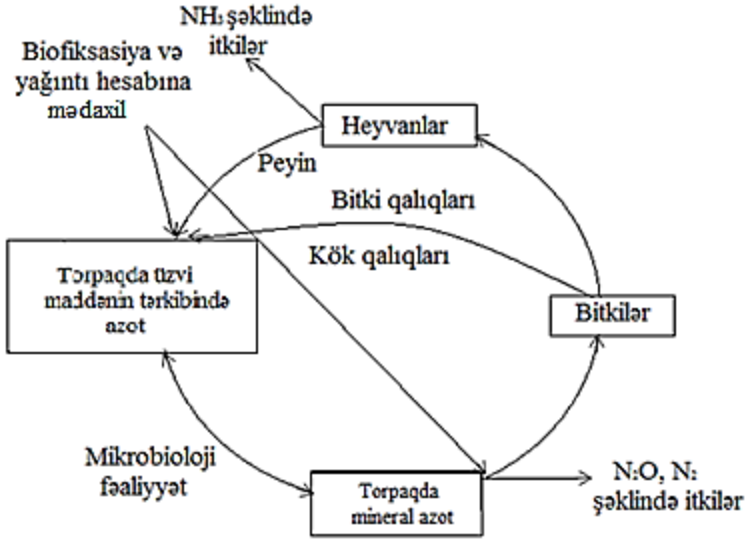 NH₃ şəklində
itkilər
Biofiksasiya və
yağıntı hesabına
mədaxil
Heyvanlar
Peyin
Bitki qalıqları
Kök qalıqları
Torpaqda üzvi
maddənin tərkibində
azot
Bitkilər
Mikrobioloji
fəaliyyət
Torpaqda
mineral azot
N₂O, N₂
şəklində itkilər